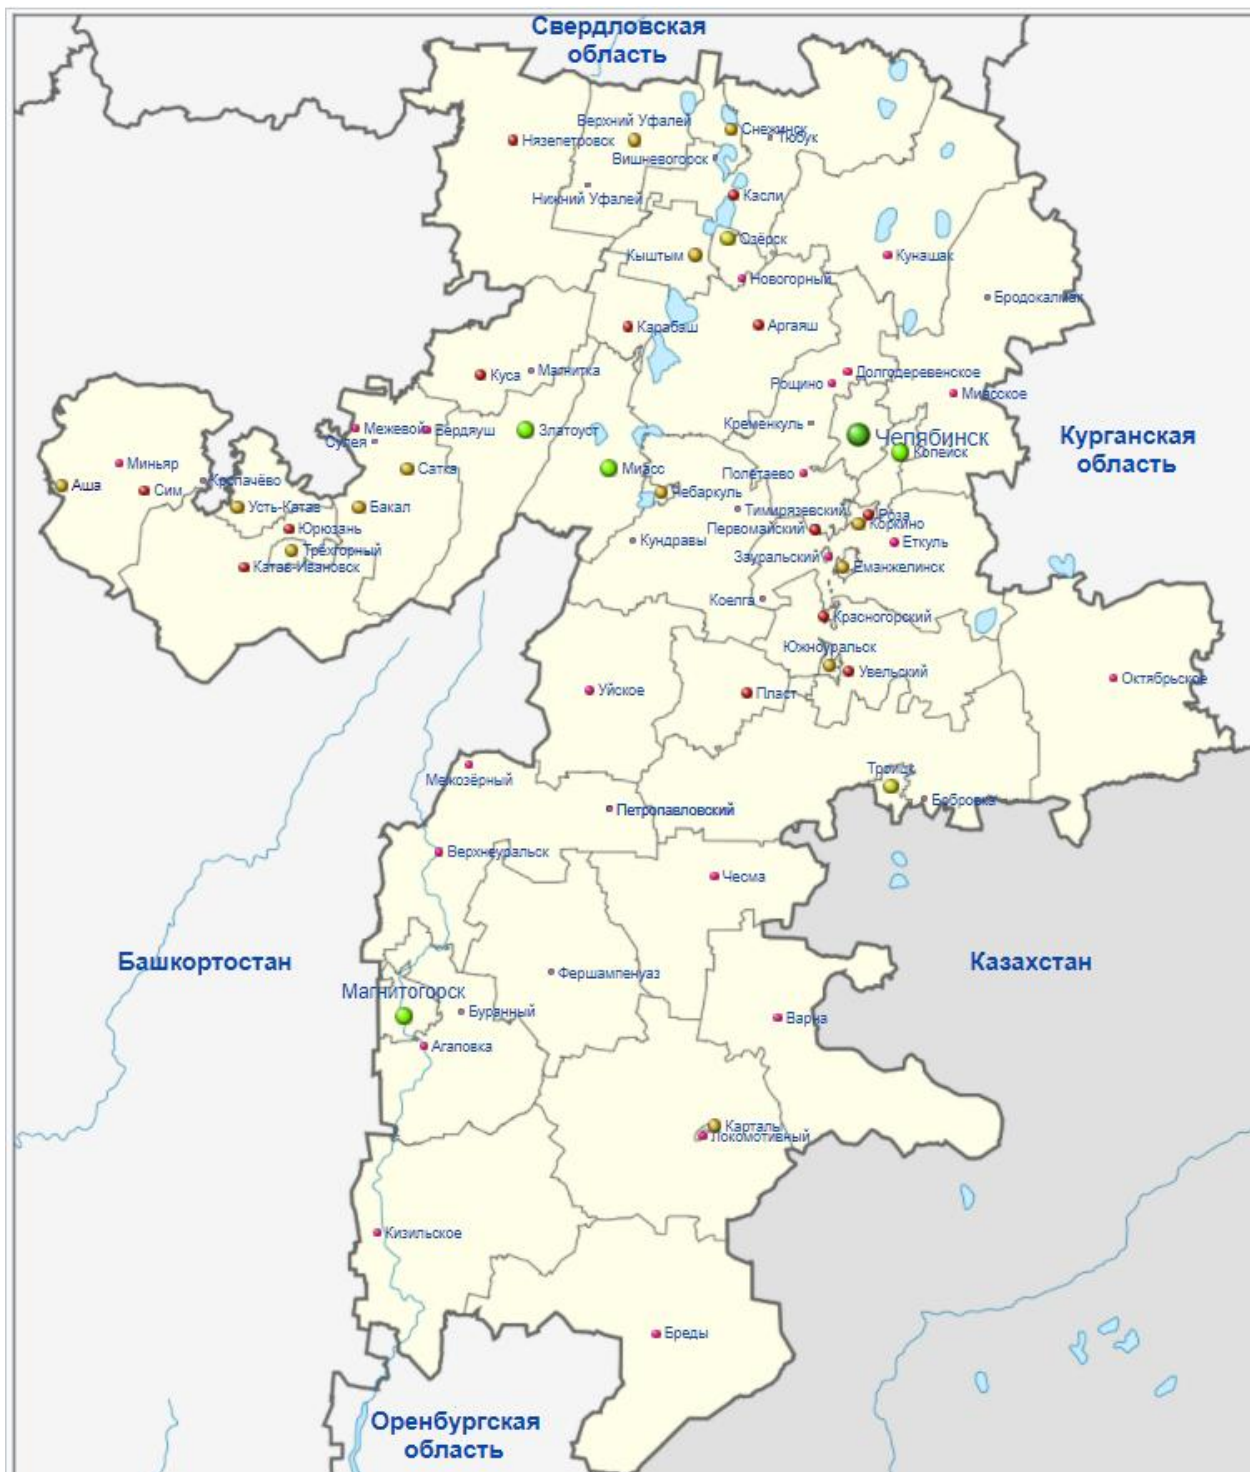 Свердловская
область
Верхний Уфалей
Снежинск
Нязепетровск
Тюбук
Вишневогорск
Нижний Уфалей
Касли
Озёрск
Кыштым
Кунашак
Новогорный
Бродокалмак
Карабаш
Аргаяш
Куса
Магнитка
Долгодеревенское
Рощино
Миасское
Межевой
Бердяуш
Златоуст
Кременкуль
Челябинск
Курганская
область
Сулея
Копейск
Миньяр
Сатка
Миасс
Полетаево
Аша
Сим
Кропачёво
Чебаркуль
Усть-Катав
Бакал
Тимирязевский
Роза
Юрюзань
Первомайский
Коркино
Кундравы
Еткуль
Трёхгорный
Зауральский
Катав-Ивановск
Еманжелинск
Коелга
Красногорский
Южноуральск
Увельский
Октябрьское
Уйское
Пласт
Межозёрный
Троицк
Бобровка
Петропавловский
Верхнеуральск
Чесма
Башкортостан
Фершампенуаз
Казахстан
Магнитогорск
Буранный
Варна
Агаповка
Карталы
Локомотивный
Кизильское
Бреды
Оренбургская
область